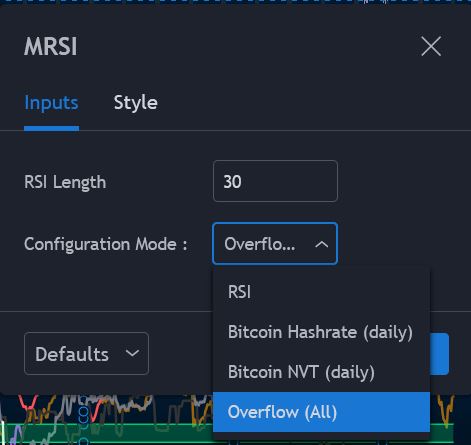 MRSI
Inputs Style
RSI Length 30
Configuration Mode : Overflo...
RSI
Bitcoin Hashrate (daily)
Bitcoin NVT (daily)
Overflow (All)
Defaults